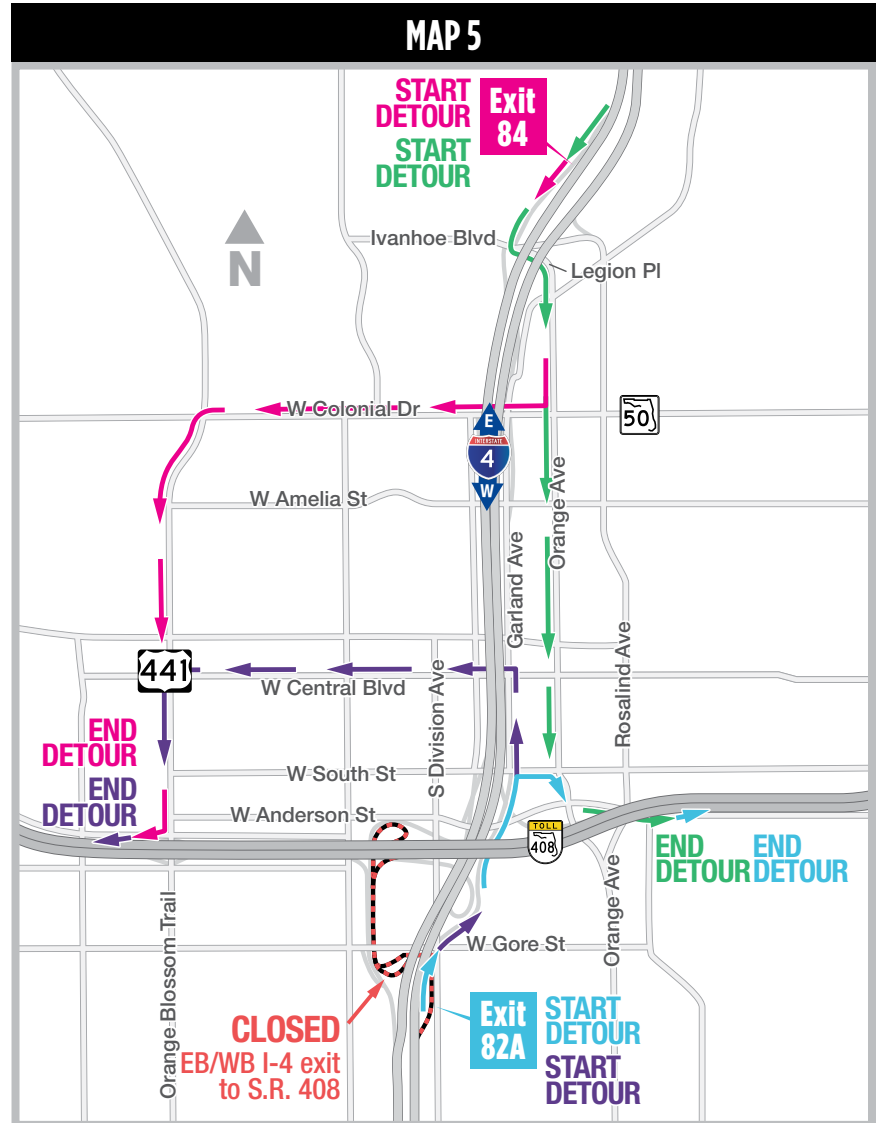 MAP 5
START
DETOUR
Exit
84
START
DETOUR
N
Ivanhoe Blvd
Legion Pl
W Colonial Dr
50
E
INTERSTATE
4
W
W Amelia St
Orange Ave
Garland Ave
Rosalind Ave
441
W Central Blvd
S Division Ave
END
DETOUR
END
DETOUR
W South St
W Anderson St
TOLL
408
END
DETOUR
END
DETOUR
Orange Ave
Orange Blossom Trail
W Gore St
CLOSED
EB/WB I-4 exit
to S.R. 408
Exit
82A
START
DETOUR
START
DETOUR